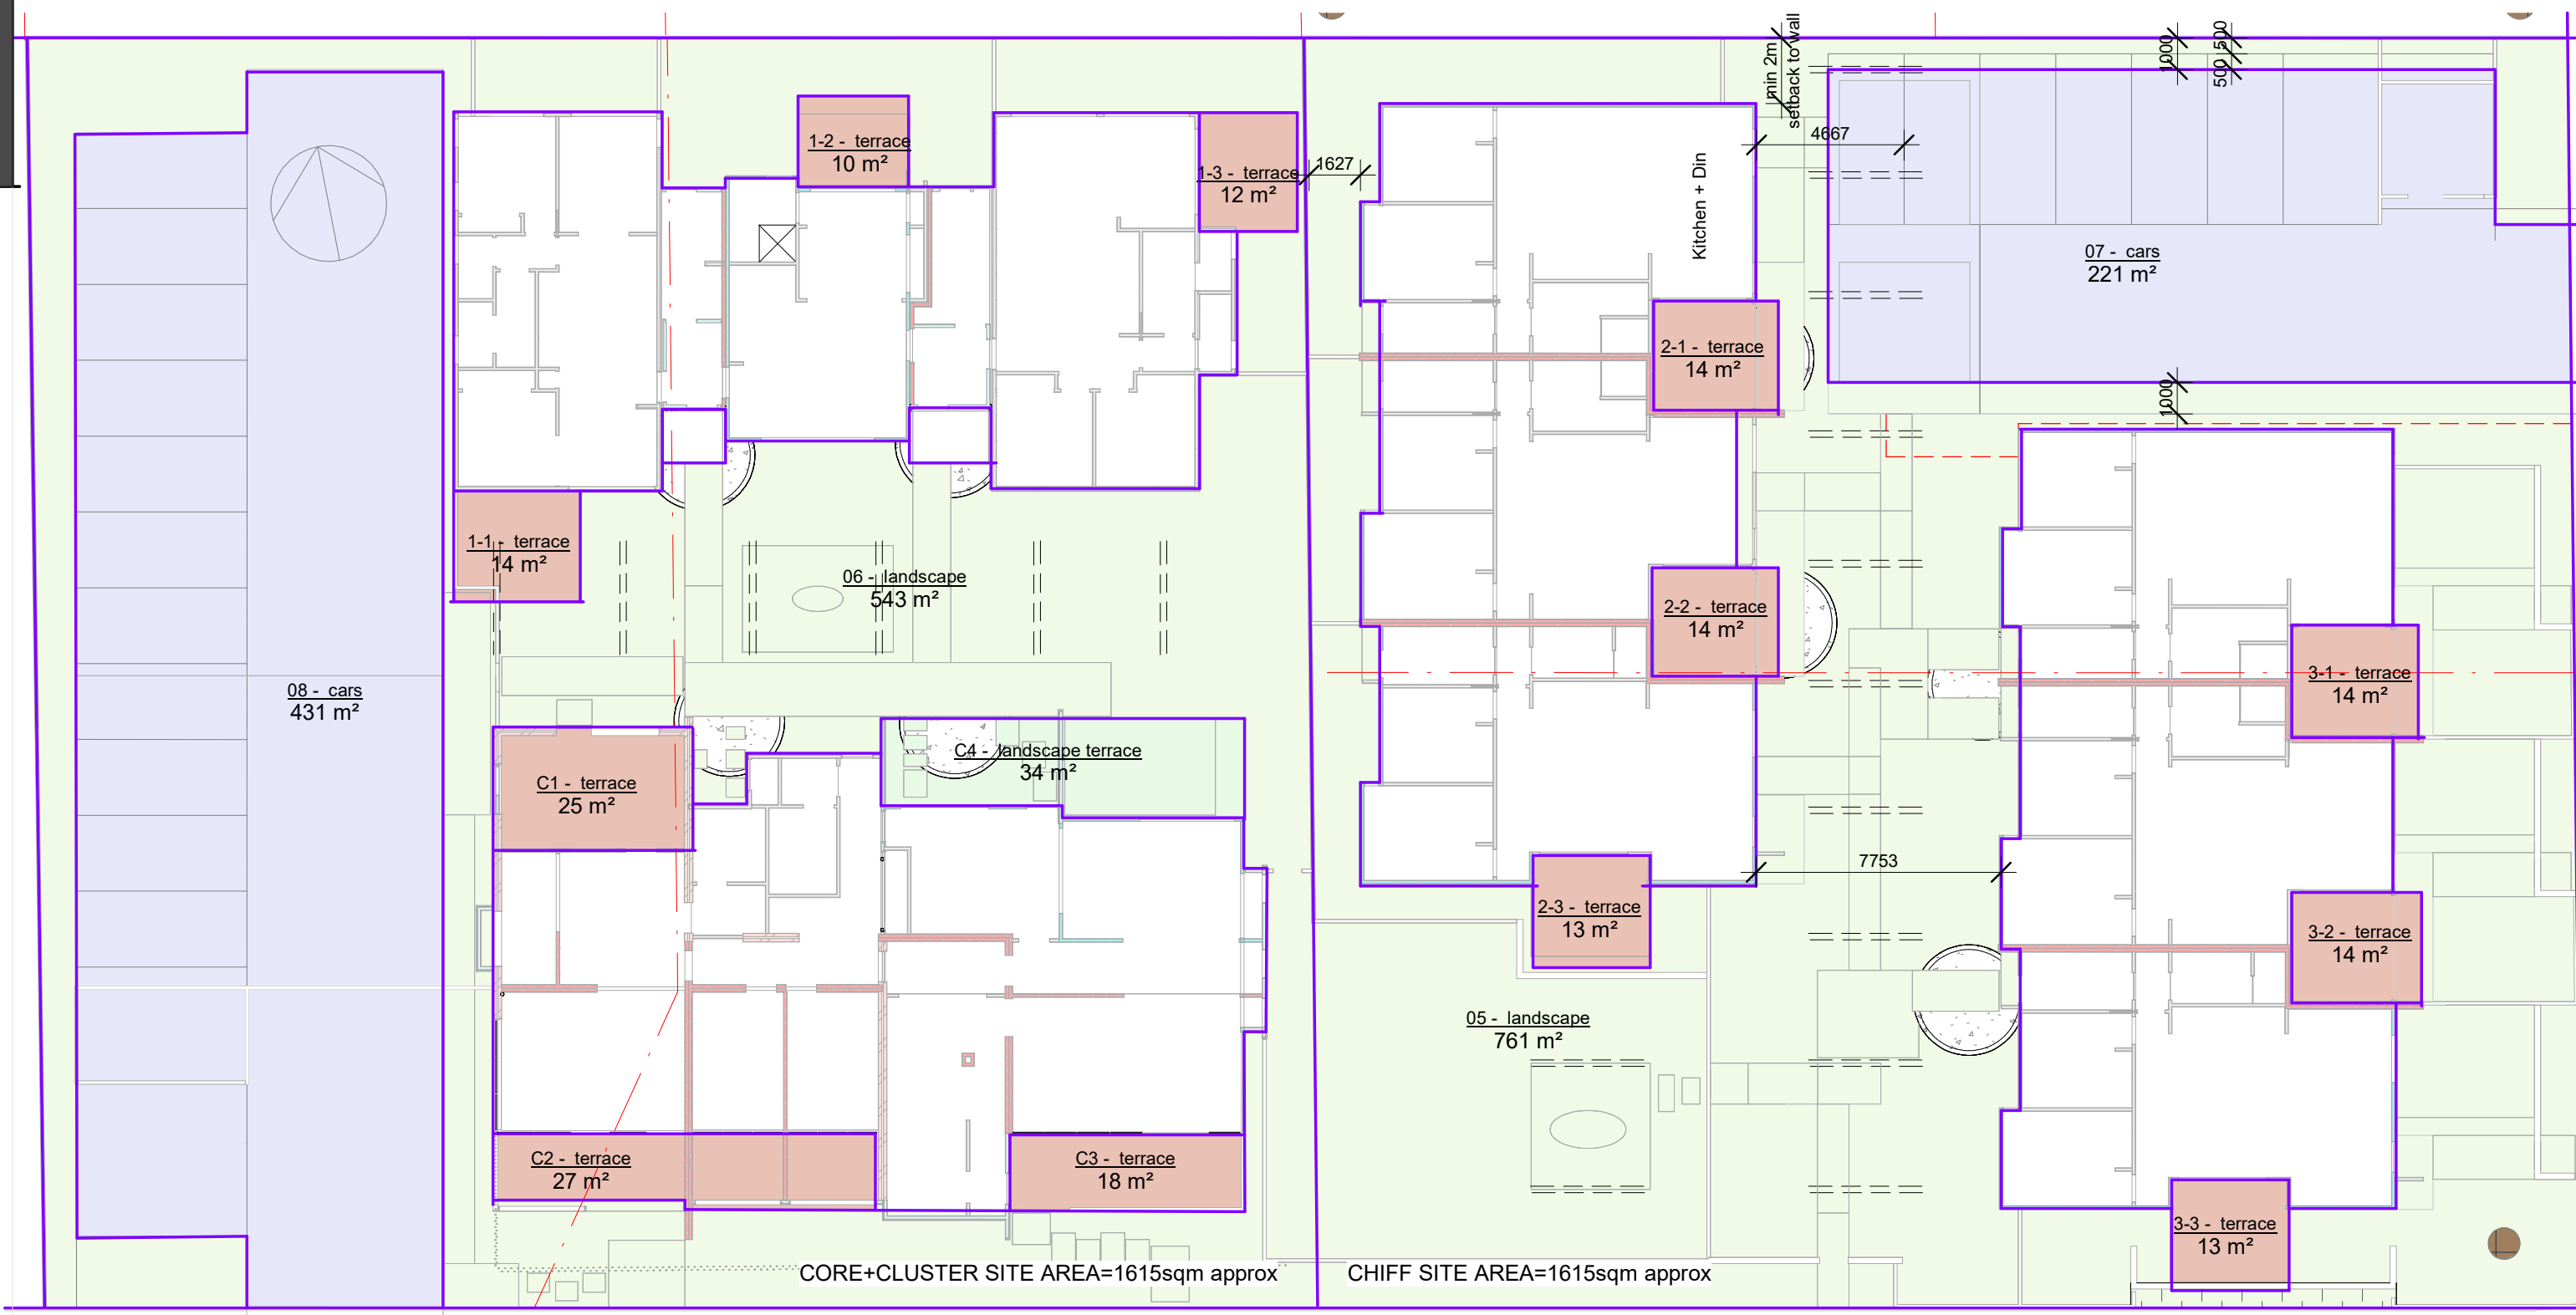 min 2m
setback to wall
1000
500
500
1-2 - terrace
10 m²
1-3 - terrace
12 m²
1627
4667
Kitchen + Din
07 - cars
221 m²
2-1 - terrace
14 m²
1000
1-1 - terrace
14 m²
06 - landscape
543 m²
2-2 - terrace
14 m²
08 - cars
431 m²
3-1 - terrace
14 m²
C1 - terrace
25 m²
C4 - landscape terrace
34 m²
7753
2-3 - terrace
13 m²
3-2 - terrace
14 m²
05 - landscape
761 m²
C2 - terrace
27 m²
C3 - terrace
18 m²
3-3 - terrace
13 m²
CORE+CLUSTER SITE AREA=1615sqm approx
CHIFF SITE AREA=1615sqm approx